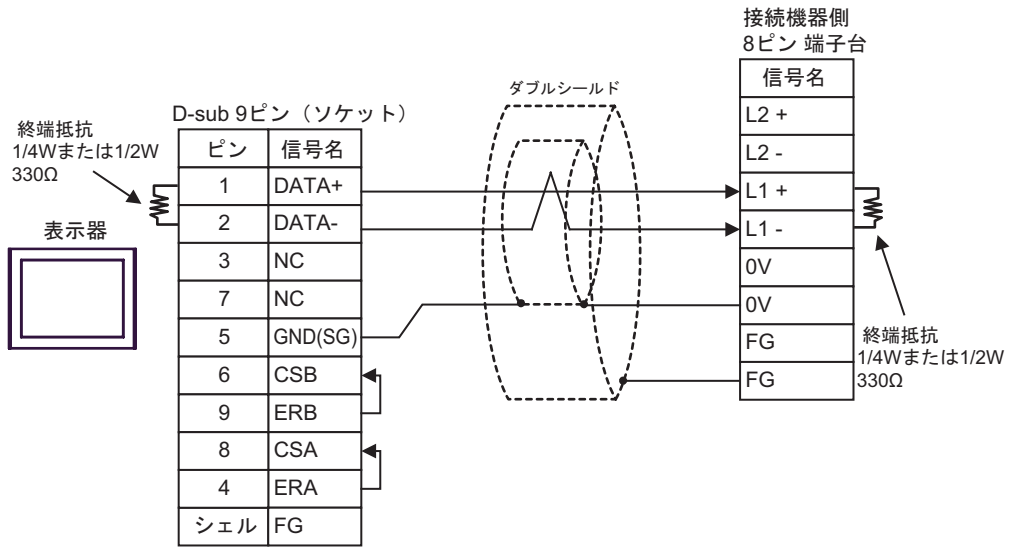 接続機器側
8ピン 端子台
信号名
L2 +
L2 -
L1 +
L1 -
0V
0V
FG
FG
ダブルシールド
D-sub 9ピン（ソケット）
ピン 信号名
1 DATA+
2 DATA-
3 NC
7 NC
5 GND(SG)
6 CSB
9 ERB
8 CSA
4 ERA
シェル FG
終端抵抗
1/4Wまたは1/2W
330Ω
表示器
終端抵抗
1/4Wまたは1/2W
330Ω